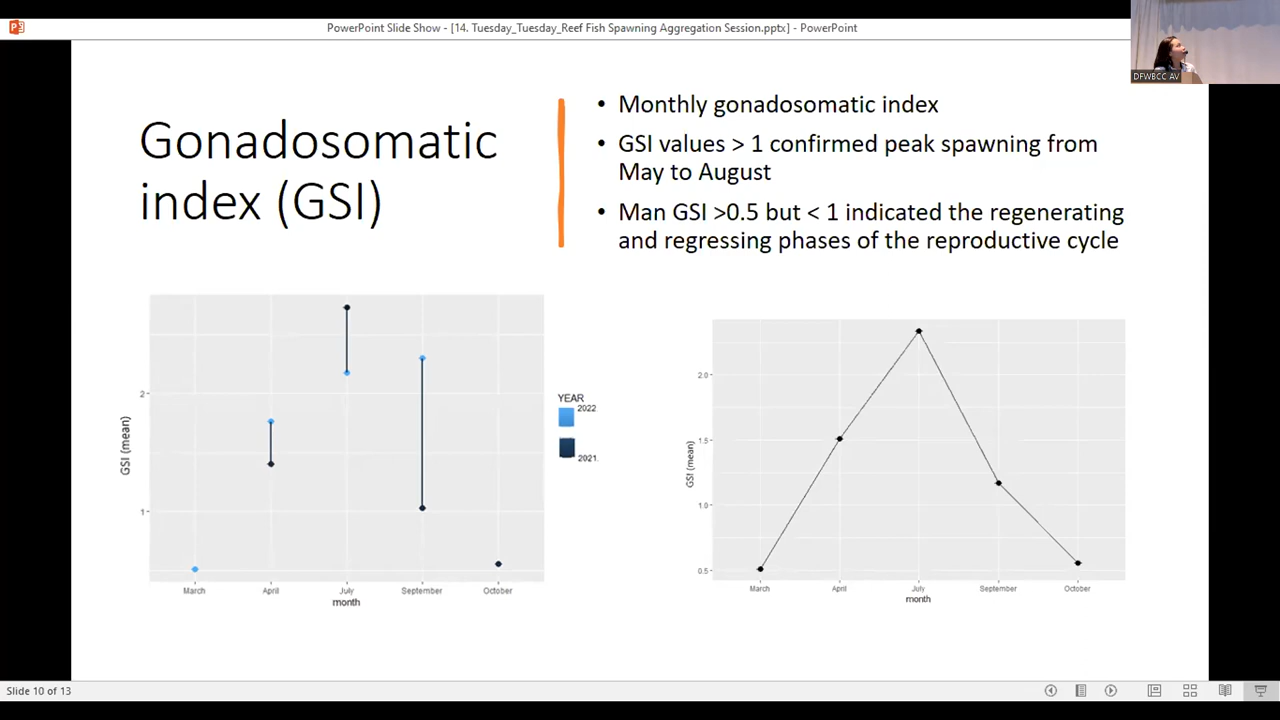 PowerPoint Slide Show - [14. Tuesday_Tuesday_Reef Fish Spawning Aggregation Session.pptx] - PowerPoint
DFWBCC AV
Gonadosomatic
index (GSI)
• Monthly gonadosomatic index
• GSI values > 1 confirmed peak spawning from
May to August
• Man GSI >0.5 but < 1 indicated the regenerating
and regressing phases of the reproductive cycle
GSI (mean)
2
1
March April July September October
month
YEAR
2022
2021.
GSI (mean)
2.0
1.5
1.0
0.5
March April July September October
month
Slide 10 of 13